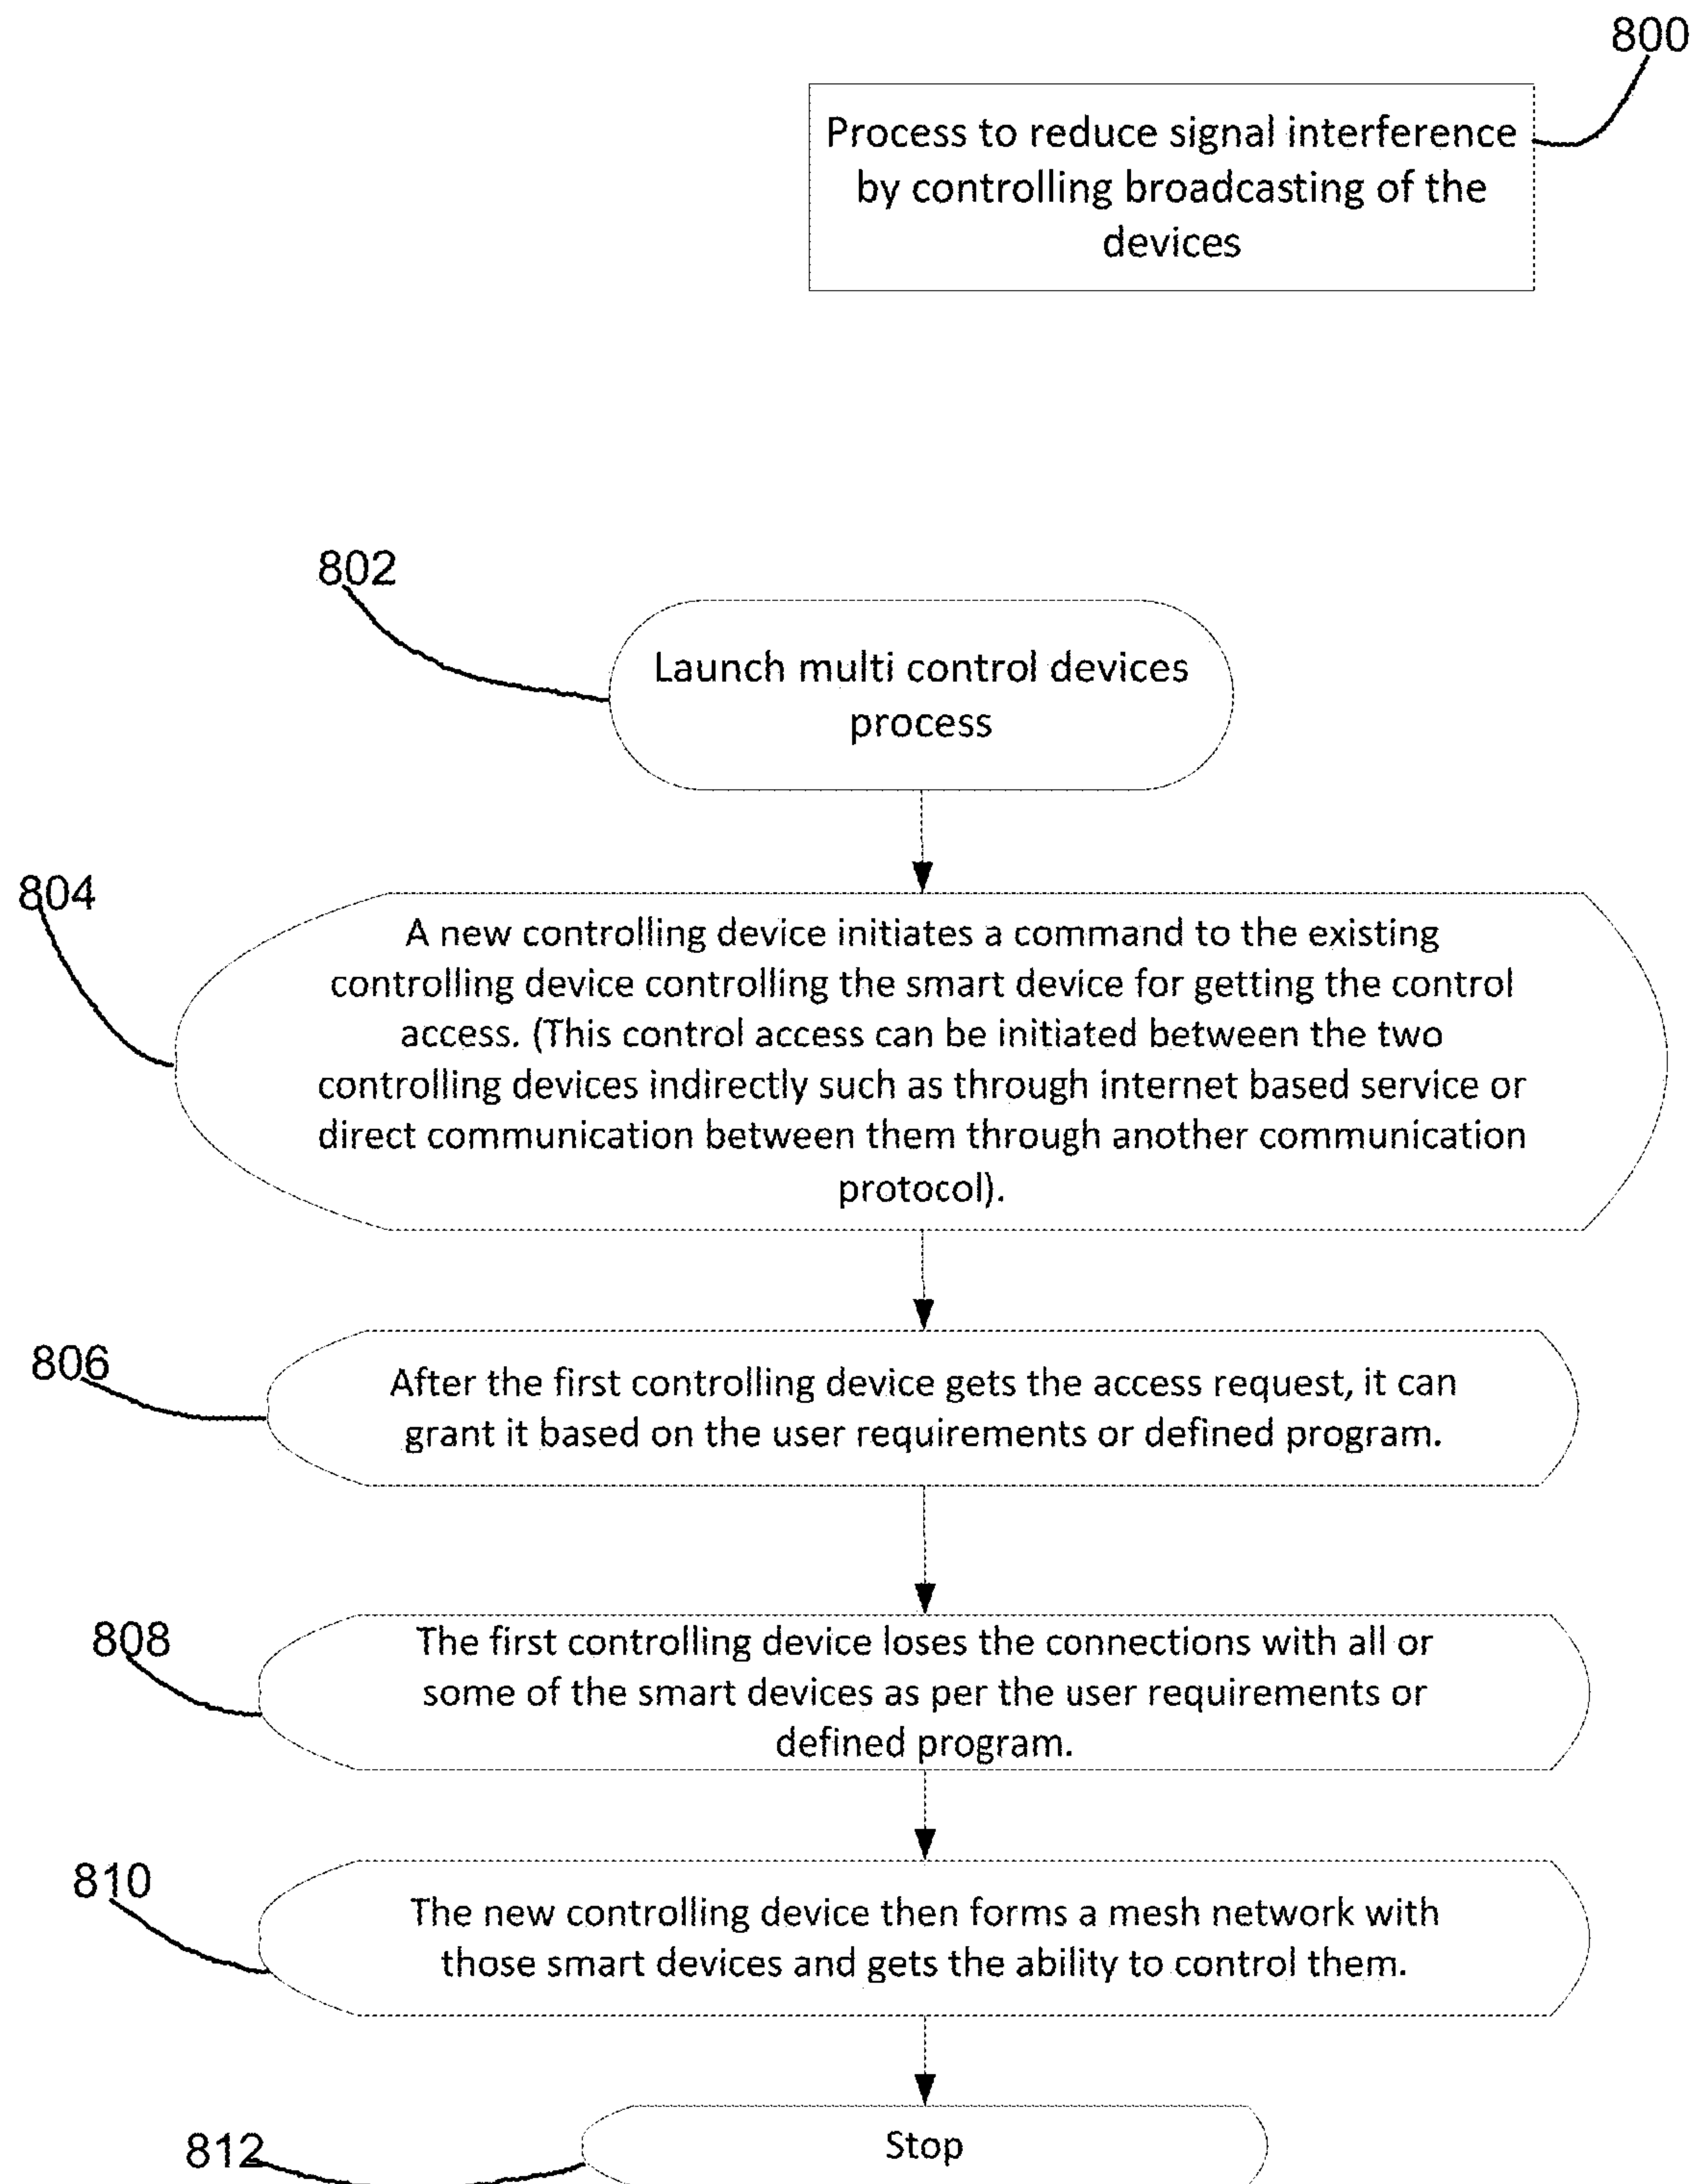 800
Process to reduce signal interference
by controlling broadcasting of the
devices
802
Launch multi control devices
process
804
A new controlling device initiates a command to the existing
controlling device controlling the smart device for getting the control
access. (This control access can be initiated between the two
controlling devices indirectly such as through internet based service or
direct communication between them through another communication
protocol).
806
After the first controlling device gets the access request, it can
grant it based on the user requirements or defined program.
808
The first controlling device loses the connections with all or
some of the smart devices as per the user requirements or
defined program.
810
The new controlling device then forms a mesh network with
those smart devices and gets the ability to control them.
812
Stop